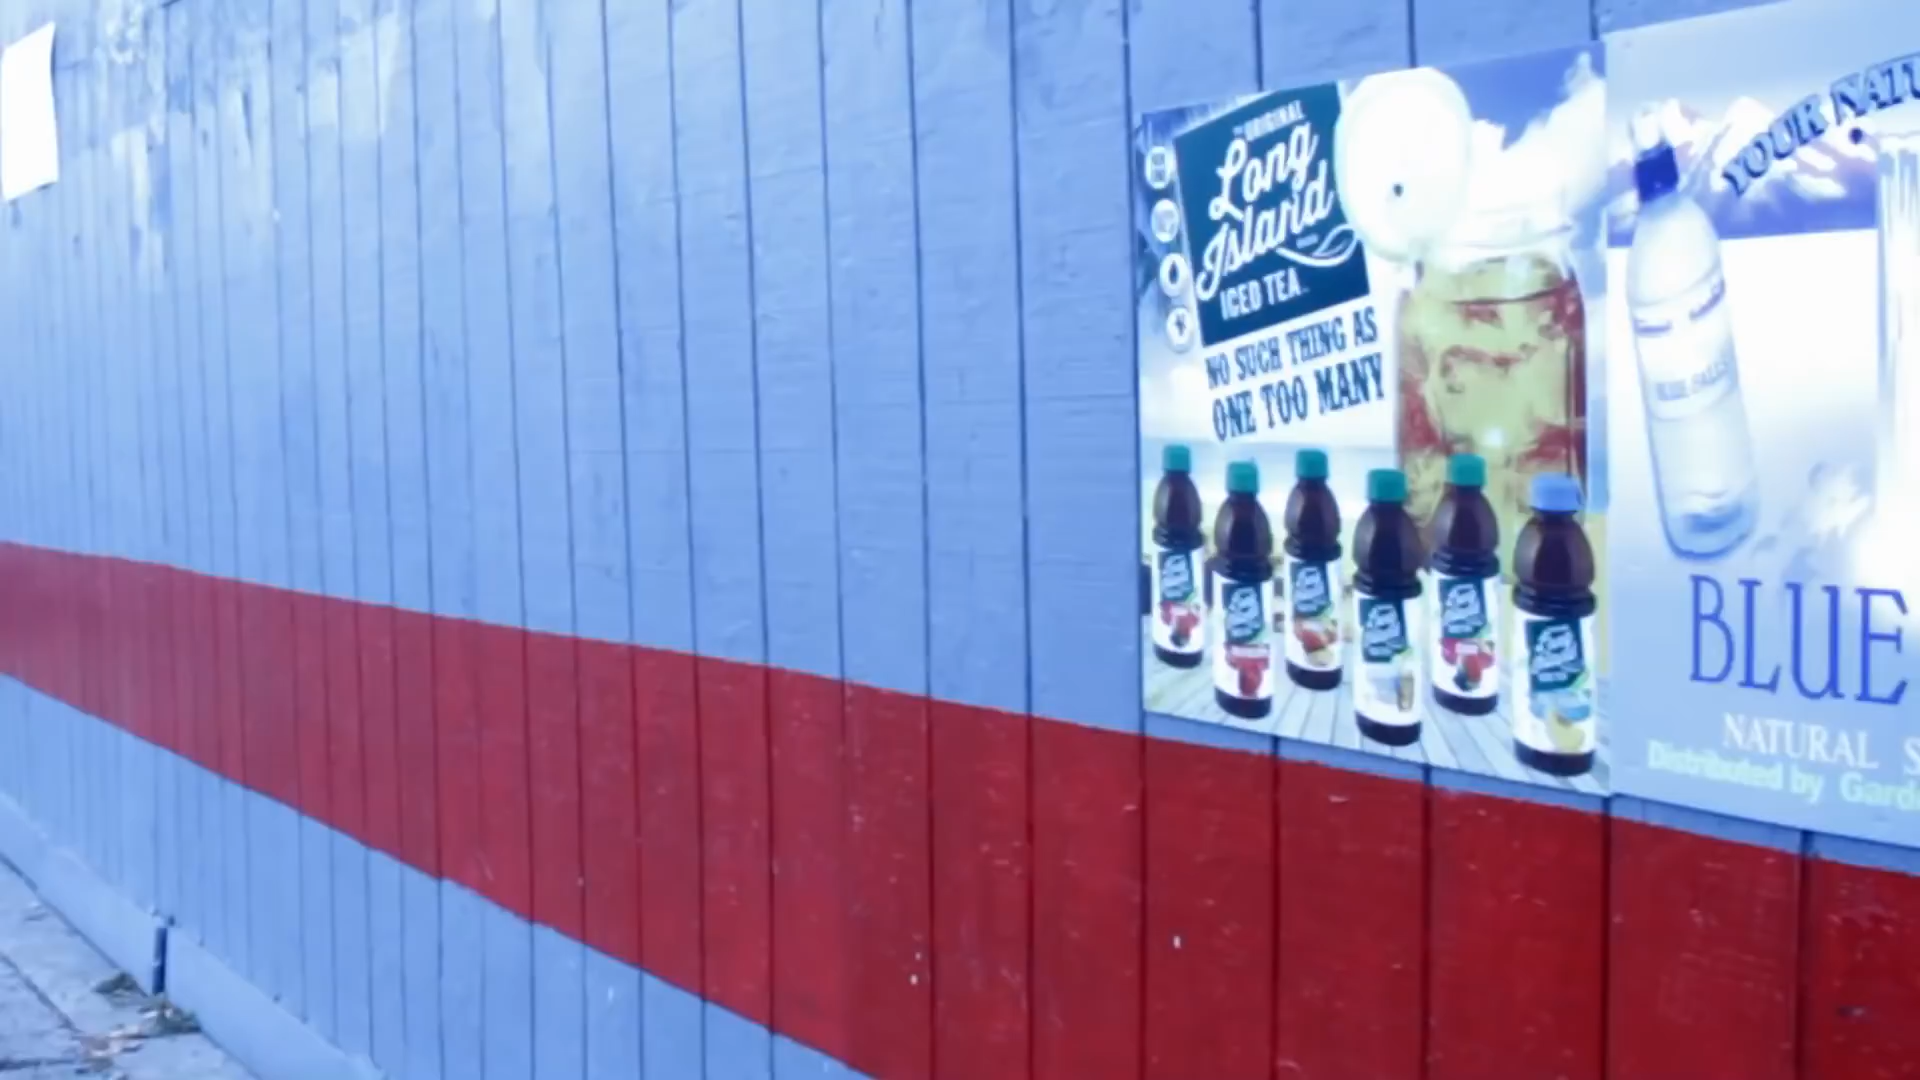 THE ORIGINAL
Long
Island
ICED TEA
NO SUCH THING AS
ONE TOO MANY
YOUR NATU
BLUE
NATURAL S
Distributed by Garde